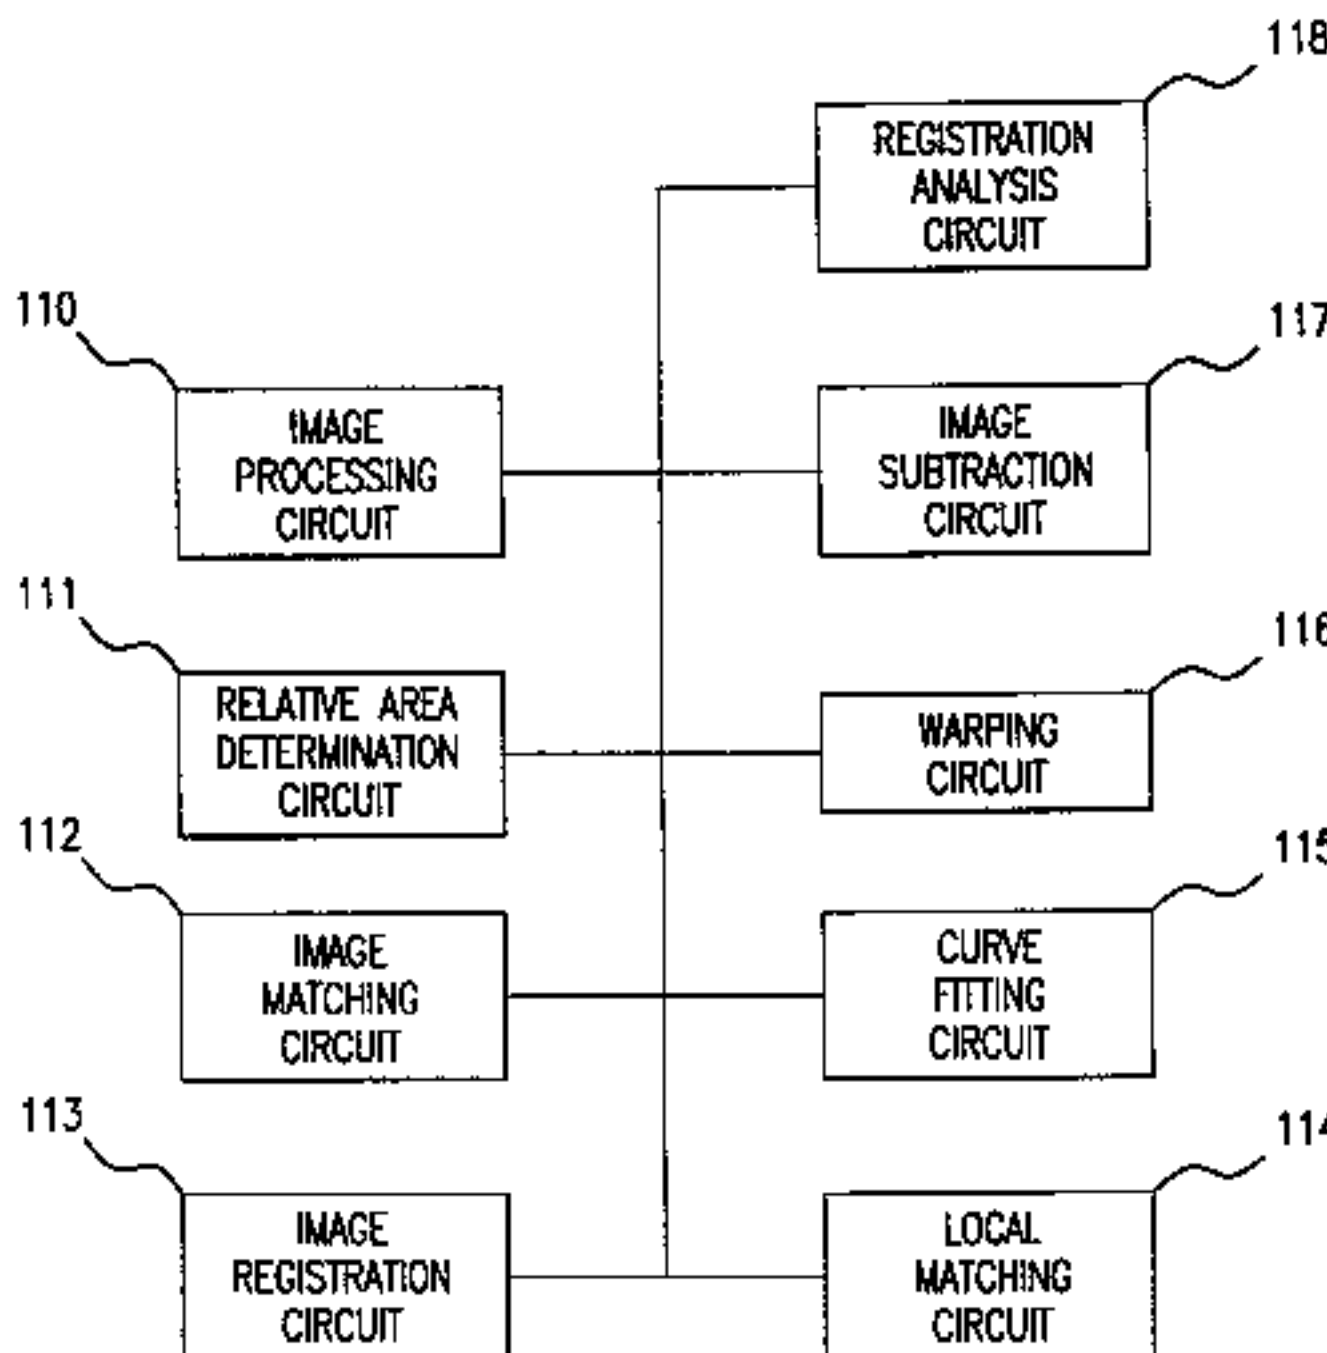 118
REGISTRATION
ANALYSIS
CIRCUIT
110
IMAGE
PROCESSING
CIRCUIT
117
IMAGE
SUBTRACTION
CIRCUIT
111
RELATIVE AREA
DETERMINATION
CIRCUIT
116
WARPING
CIRCUIT
112
IMAGE
MATCHING
CIRCUIT
115
CURVE
FITTING
CIRCUIT
113
IMAGE
REGISTRATION
CIRCUIT
114
LOCAL
MATCHING
CIRCUIT